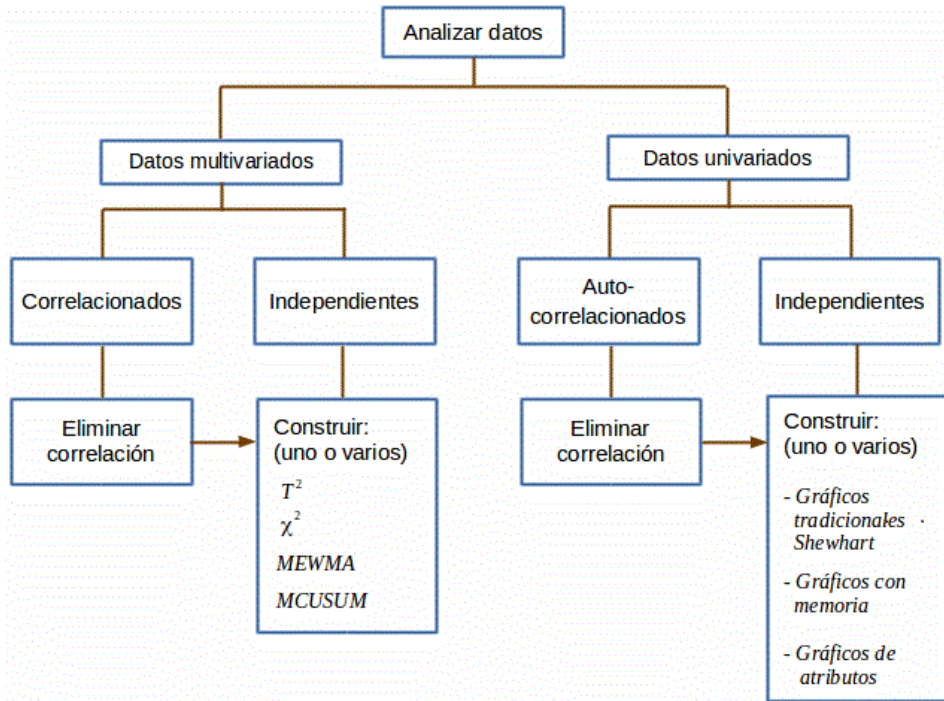 Analizar datos
Datos multivariados
Datos univariados
Correlacionados
Independientes
Auto-
correlacionados
Independientes
Eliminar
correlación
Construir:
(uno o varios)
T²
χ²
MEWMA
MCUSUM
Eliminar
correlación
Construir:
(uno o varios)
- Gráficos
tradicionales ·
Shewhart
- Gráficos con
memoria
- Gráficos de
atributos